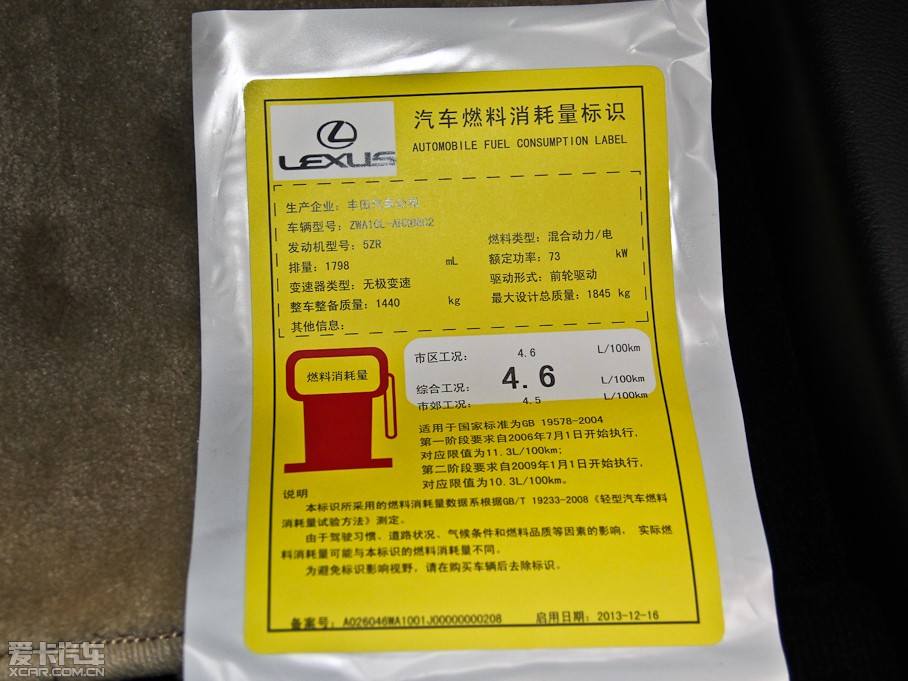 LEXUS
汽车燃料消耗量标识
AUTOMOBILE FUEL CONSUMPTION LABEL
生产企业: 丰田汽车公司
车辆型号:
发动机型号: 5ZR
燃料类型: 混合动力/电
排量: 1798 mL
额定功率: 73 kW
变速器类型: 无极变速
驱动形式: 前轮驱动
整车整备质量: 1440 kg
最大设计总质量: 1845 kg
其他信息:
燃料消耗量
市区工况: 4.6 L/100km
综合工况: 4.6 L/100km
市郊工况: 4.5 L/100km
适用于国家标准为GB 19578-2004
第一阶段要求自2006年7月1日开始执行,
对应限值为11.3L/100km;
第二阶段要求自2009年1月1日开始执行,
对应限值为10.3L/100km。
说明
本标识所采用的燃料消耗量数据系根据GB/T 19233-2008《轻型汽车燃料
消耗量试验方法》测定。
由于驾驶习惯、道路状况、气候条件和燃料品质等因素的影响, 实际燃
料消耗量可能与本标识的燃料消耗量不同。
为避免标识影响视野, 请在购买车辆后去除标识。
备案号: A026046WA1001J00000000208 启用日期: 2013-12-16
爱卡汽车
XCAR.COM.CN